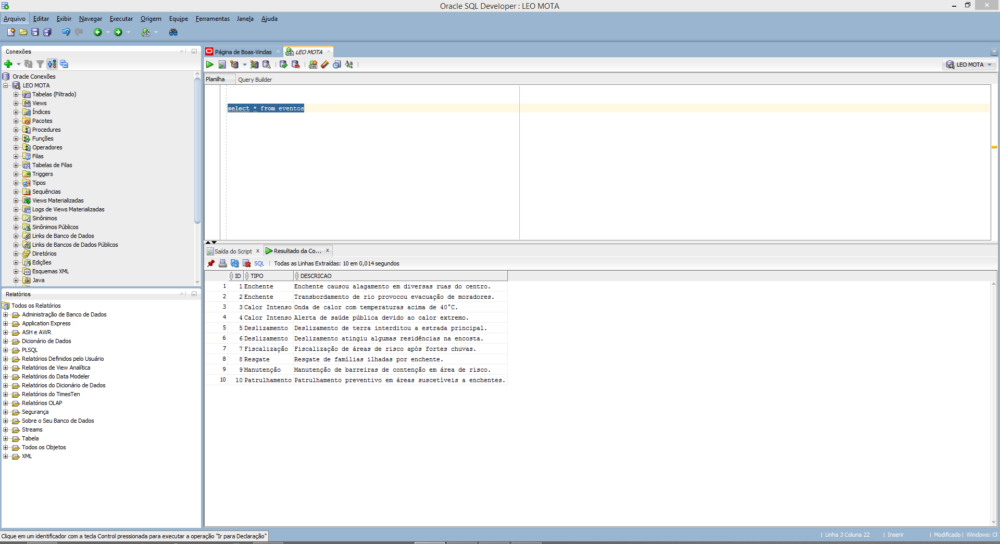 Oracle SQL Developer : LEO MOTA
Arquivo Editar Exibir Navegar Executar Origem Equipe Ferramentas Janela Ajuda
Conexões
Oracle Conexões
LEO MOTA
Tabelas (Filtrado)
Views
Índices
Pacotes
Procedures
Funções
Operadores
Filas
Tabelas de Filas
Triggers
Tipos
Sequências
Views Materializadas
Logs de Views Materializadas
Sinônimos
Sinônimos Públicos
Links de Banco de Dados
Links de Bancos de Dados Públicos
Diretórios
Edições
Esquemas XML
Java
Relatórios
Todos os Relatórios
Administração de Banco de Dados
Application Express
ASH e AWR
Dicionário de Dados
PLSQL
Relatórios Definidos pelo Usuário
Relatórios de View Analítica
Relatórios do Data Modeler
Relatórios do Dicionário de Dados
Relatórios do TimesTen
Relatórios OLAP
Segurança
Sobre o Seu Banco de Dados
Streams
Tabela
Todos os Objetos
XML
Página de Boas-Vindas LEO MOTA
LEO MOTA
Planilha Query Builder
select * from eventos
Saída do Script Resultado da Co...
SQL Todas as Linhas Extraídas: 10 em 0,014 segundos
ID TIPO DESCRICAO
1 1 Enchente Enchente causou alagamento em diversas ruas do centro.
2 2 Enchente Transbordamento de rio provocou evacuação de moradores.
3 3 Calor Intenso Onda de calor com temperaturas acima de 40°C.
4 4 Calor Intenso Alerta de saúde pública devido ao calor extremo.
5 5 Deslizamento Deslizamento de terra interditou a estrada principal.
6 6 Deslizamento Deslizamento atingiu algumas residências na encosta.
7 7 Fiscalização Fiscalização de áreas de risco após fortes chuvas.
8 8 Resgate Resgate de famílias ilhadas por enchente.
9 9 Manutenção Manutenção de barreiras de contenção em área de risco.
10 10 Patrulhamento Patrulhamento preventivo em áreas suscetíveis a enchentes.
Clique em um identificador com a tecla Control pressionada para executar a operação "Ir para Declaração"
Linha 3 Coluna 22 Inserir Modificado Windows: CF